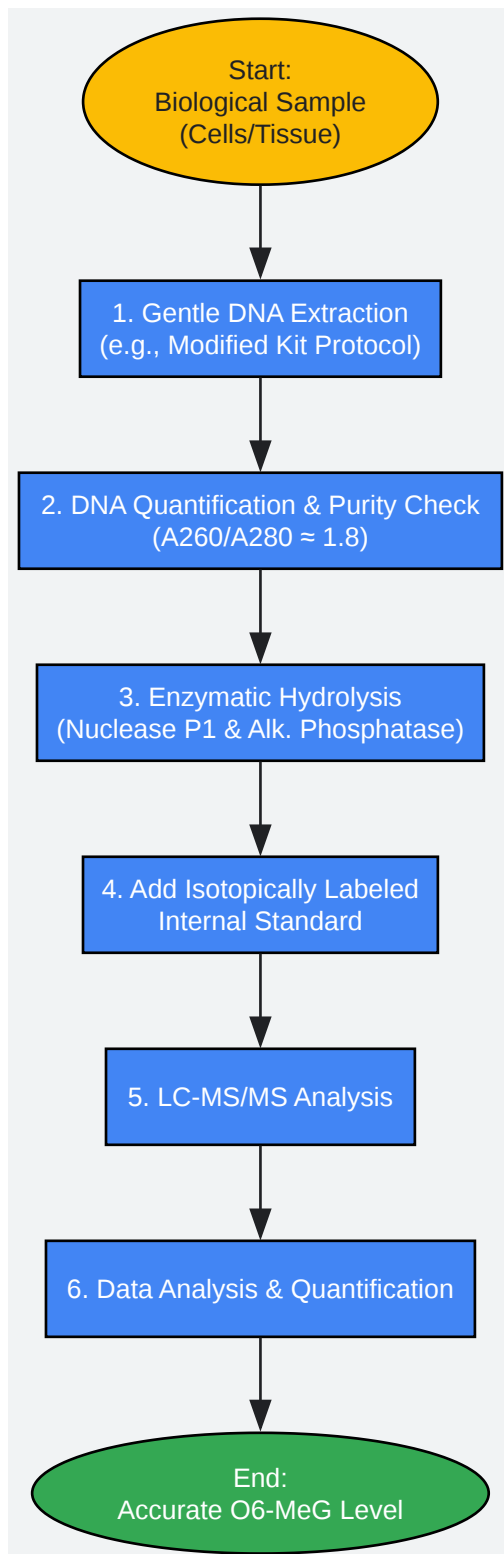 Start:
Biological Sample
(Cells/Tissue)
1. Gentle DNA Extraction
(e.g., Modified Kit Protocol)
2. DNA Quantification & Purity Check
(A260/A280 ≈ 1.8)
3. Enzymatic Hydrolysis
(Nuclease P1 & Alk. Phosphatase)
4. Add Isotopically Labeled
Internal Standard
5. LC-MS/MS Analysis
6. Data Analysis & Quantification
End:
Accurate O6-MeG Level